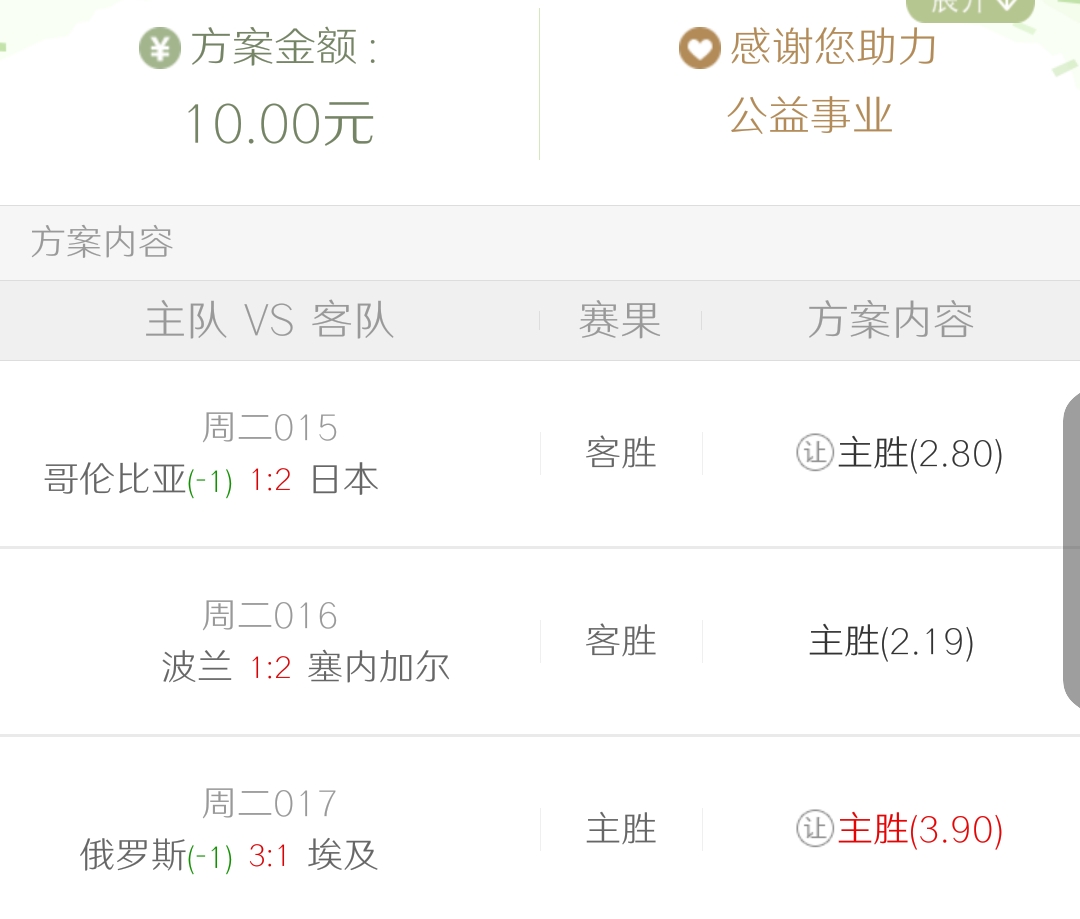 展开
方案金额：
10.00元
感谢您助力
公益事业
方案内容
主队 VS 客队 赛果 方案内容
周二015
哥伦比亚(-1) 1:2 日本
客胜
让主胜(2.80)
周二016
波兰 1:2 塞内加尔
客胜
主胜(2.19)
周二017
俄罗斯(-1) 3:1 埃及
主胜
让主胜(3.90)